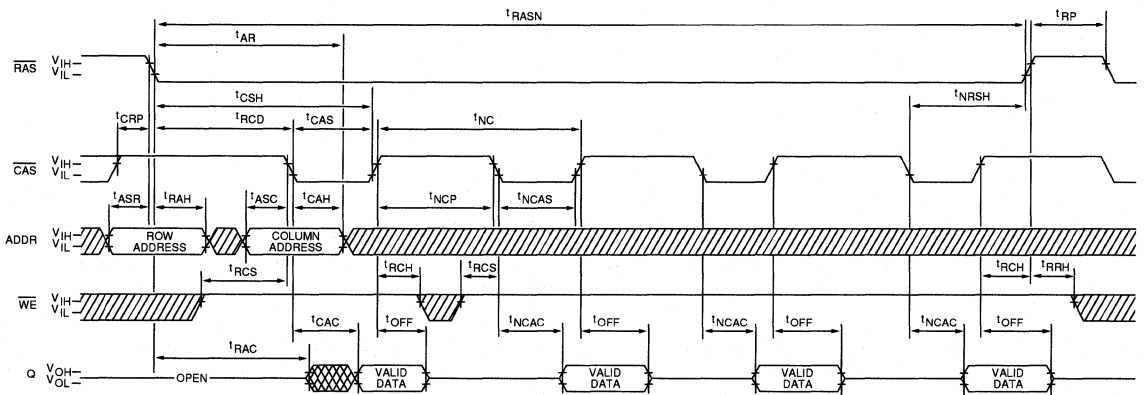 tRASN tRP
tAR
RAS VIH VIL
tCSH tNRSH
tCRP tRCD tCAS tNC
CAS VIH VIL
tASR tRAH tASC tCAH tNCP tNCAS
ADDR VIH VIL ROW ADDRESS COLUMN ADDRESS
tRCS tRCH tRCS tRCH tRRH
WE VIH VIL
tCAC tOFF tNCAC tOFF tNCAC tOFF tNCAC tOFF
tRAC
Q VOH VOL OPEN VALID DATA VALID DATA VALID DATA VALID DATA